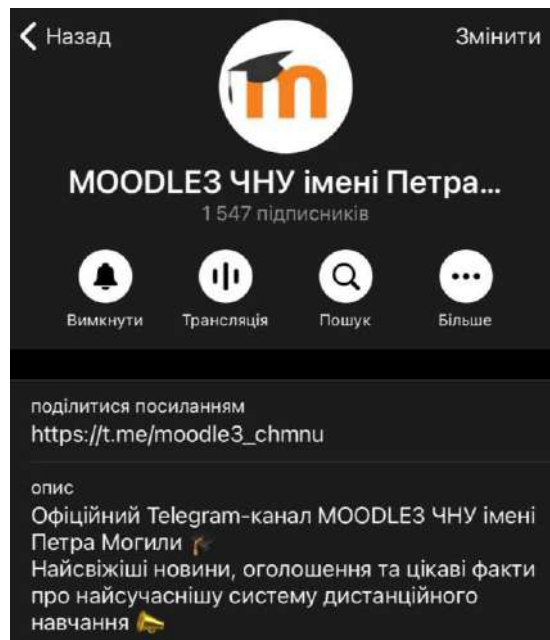 Назад
Змінити
m
MOODLE3 ЧНУ імені Петра...
1 547 підписників
Вимкнути
Трансляція
Пошук
Більше
поділитися посиланням
https://t.me/moodle3_chmnu
опис
Офіційний Telegram-канал MOODLE3 ЧНУ імені
Петра Могили 🎓
Найсвіжіші новини, оголошення та цікаві факти
про найсучаснішу систему дистанційного
навчання 📣